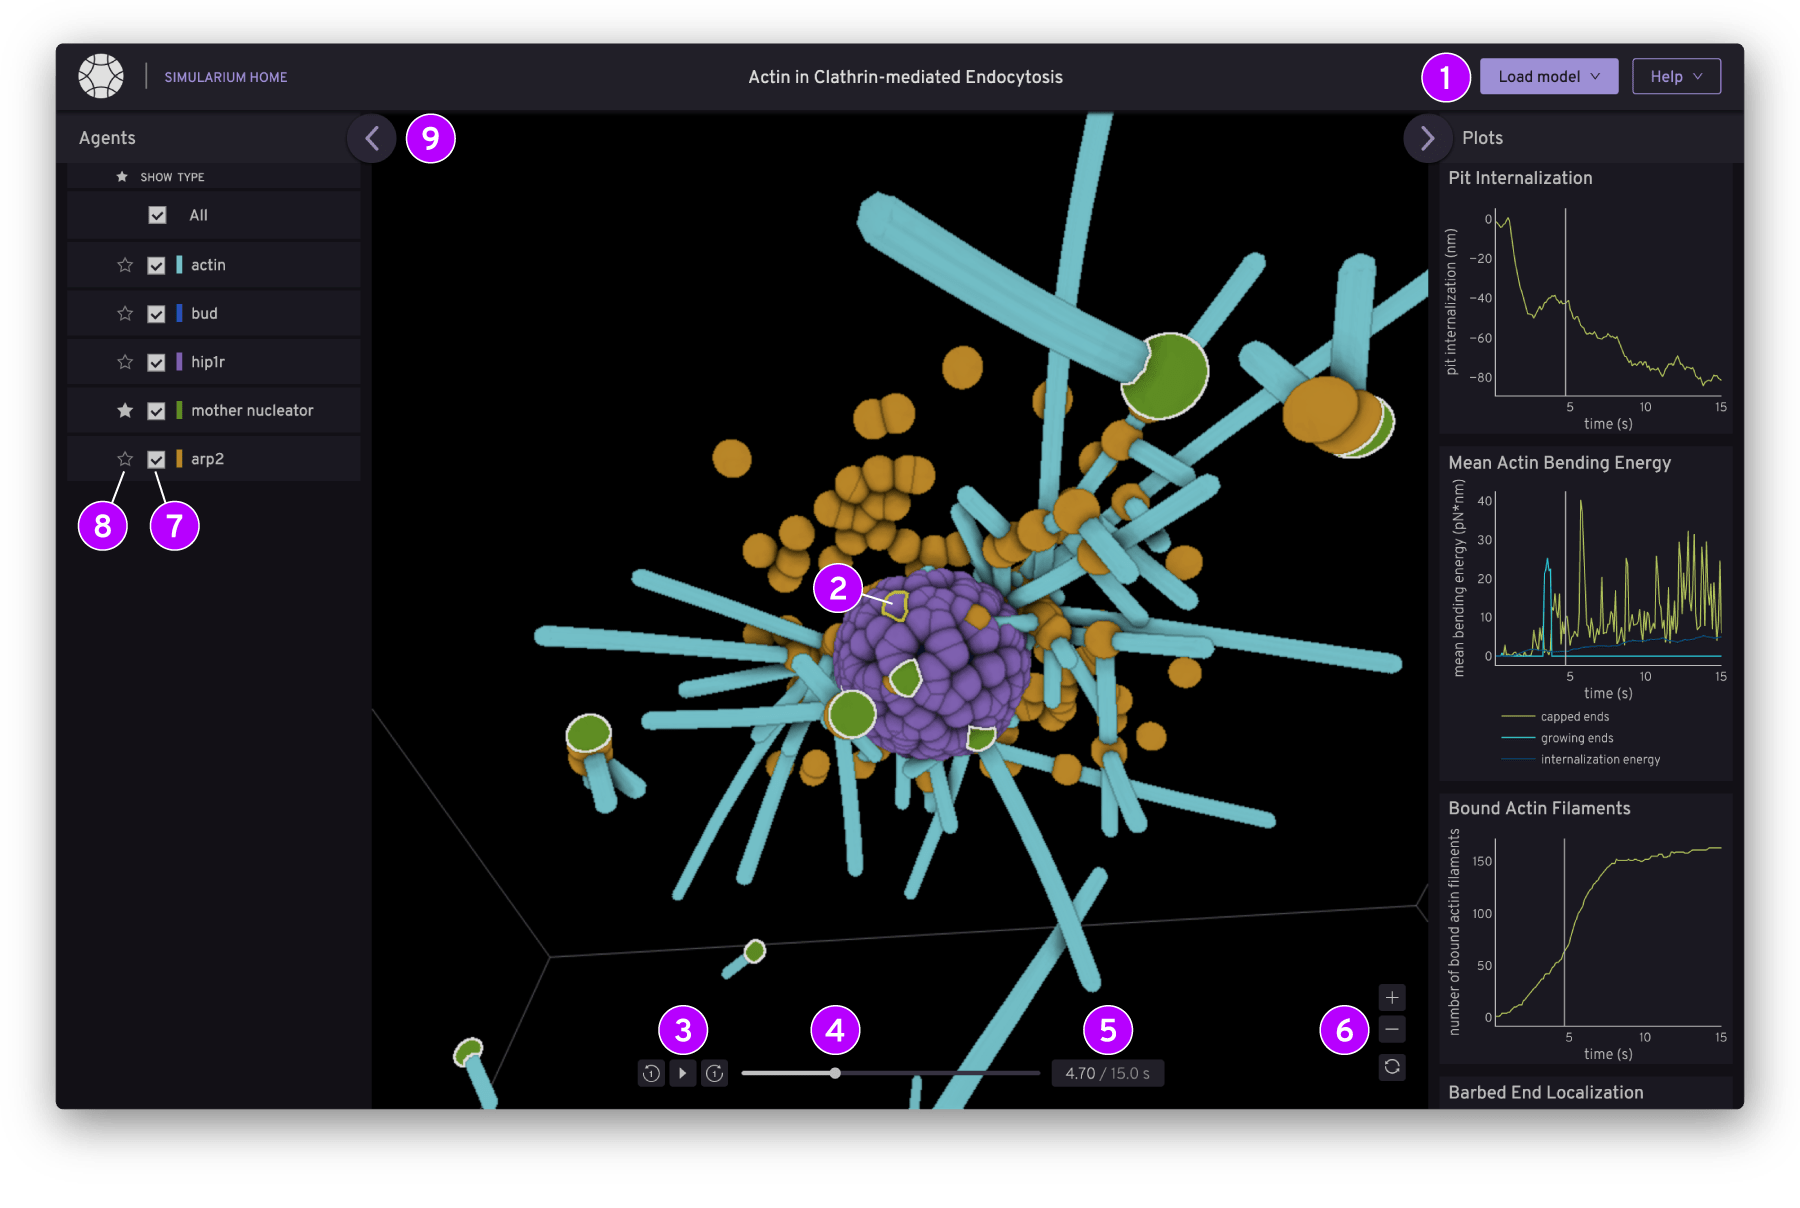 SIMULARIUM HOME
Actin in Clathrin-mediated Endocytosis
1
Load model
Help
Agents
9
SHOW TYPE
All
actin
bud
hip1r
mother nucleator
arp2
8
7
2
3
4
5
6
1
1
4.70 / 15.0 s
Plots
Pit Internalization
pit internalization (nm)
0
−20
−40
−60
−80
5
10
15
time (s)
Mean Actin Bending Energy
mean bending energy (pN*nm)
40
30
20
10
0
5
10
15
time (s)
capped ends
growing ends
internalization energy
Bound Actin Filaments
number of bound actin filaments
150
100
50
0
5
10
15
time (s)
Barbed End Localization